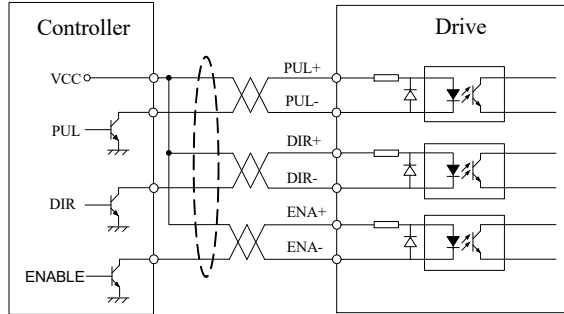 Controller
Drive
VCC
PUL+
PUL-
PUL
DIR+
DIR-
DIR
ENA+
ENA-
ENABLE